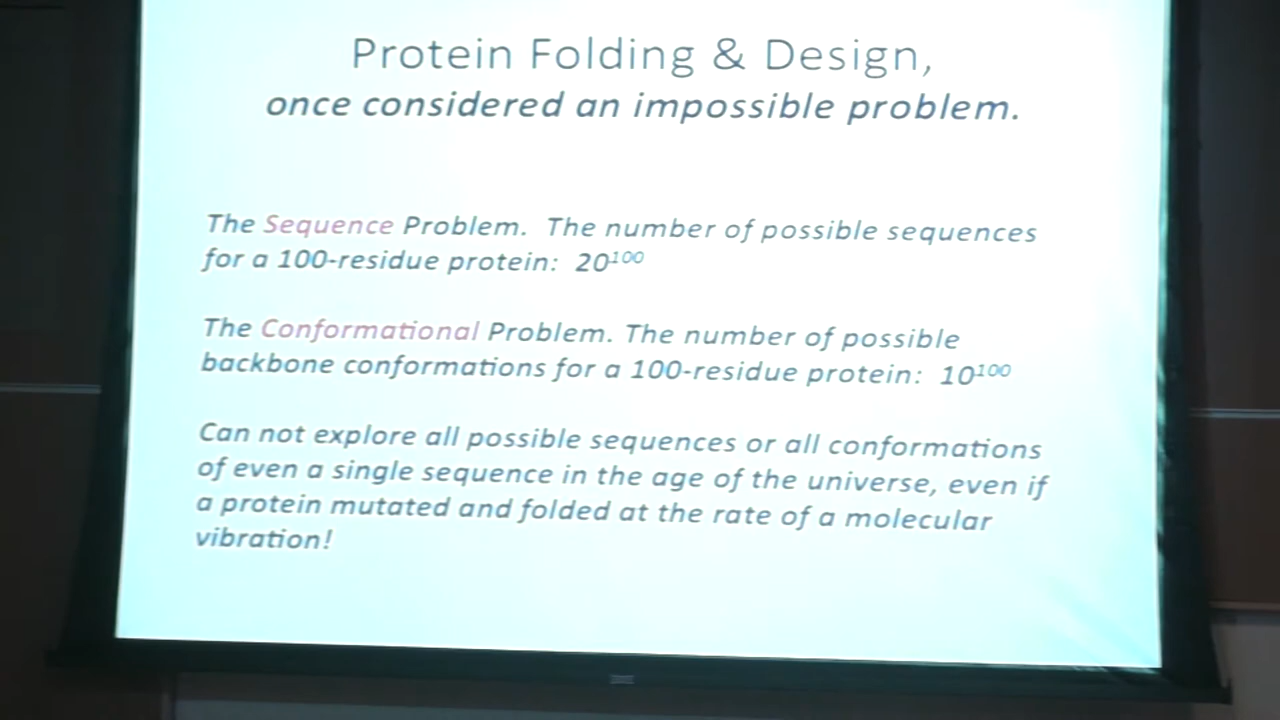 Protein Folding & Design,
once considered an impossible problem.
The Sequence Problem. The number of possible sequences
for a 100-residue protein: 20¹⁰⁰
The Conformational Problem. The number of possible
backbone conformations for a 100-residue protein: 10¹⁰⁰
Can not explore all possible sequences or all conformations
of even a single sequence in the age of the universe, even if
a protein mutated and folded at the rate of a molecular
vibration!